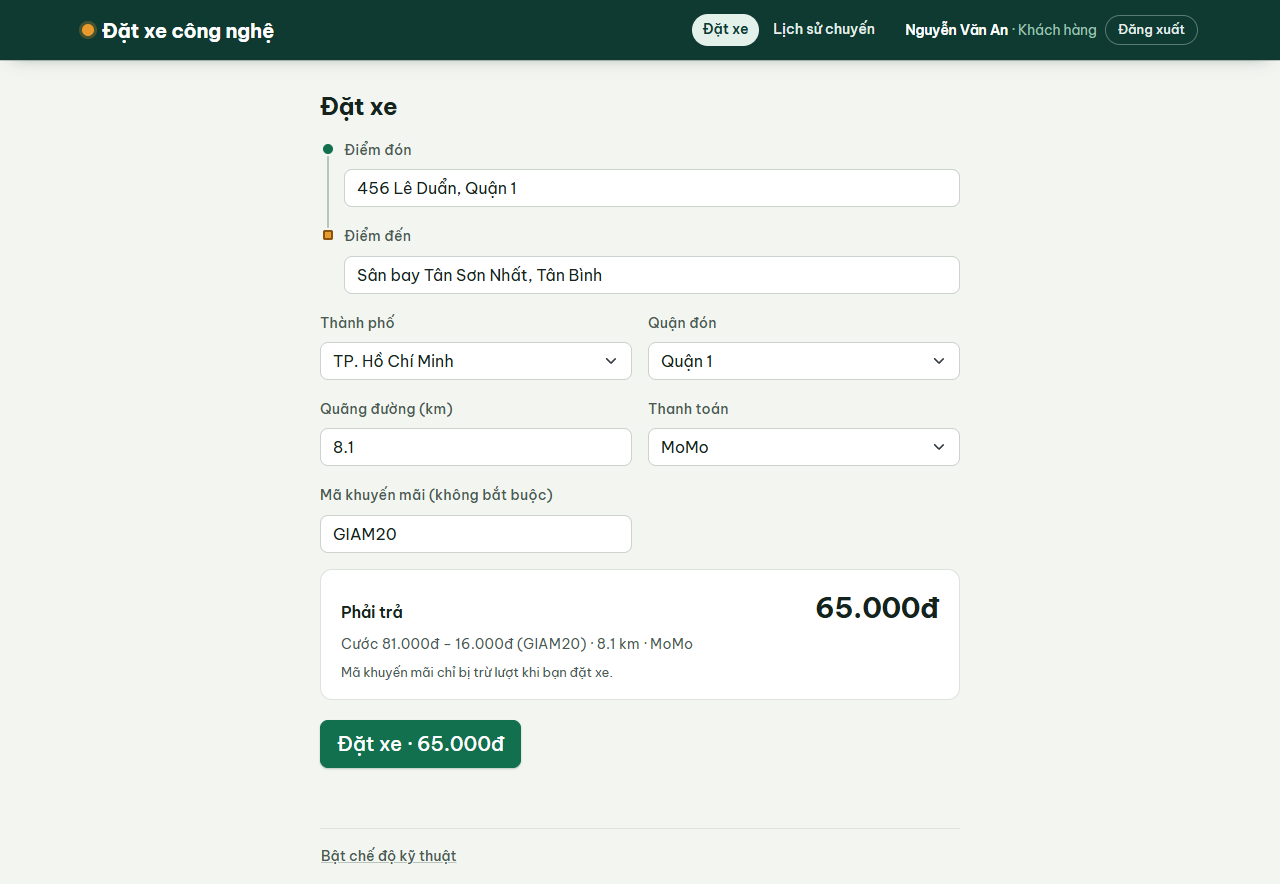 Đặt xe công nghệ
Đặt xe
Lịch sử chuyến
Nguyễn Văn An · Khách hàng
Đăng xuất
Đặt xe
Điểm đón
456 Lê Duẩn, Quận 1
Điểm đến
Sân bay Tân Sơn Nhất, Tân Bình
Thành phố
Quận đón
TP. Hồ Chí Minh
Quận 1
Quãng đường (km)
Thanh toán
8.1
MoMo
Mã khuyến mãi (không bắt buộc)
GIAM20
Phải trả
65.000đ
Cước 81.000đ − 16.000đ (GIAM20) · 8.1 km · MoMo
Mã khuyến mãi chỉ bị trừ lượt khi bạn đặt xe.
Đặt xe · 65.000đ
Bật chế độ kỹ thuật